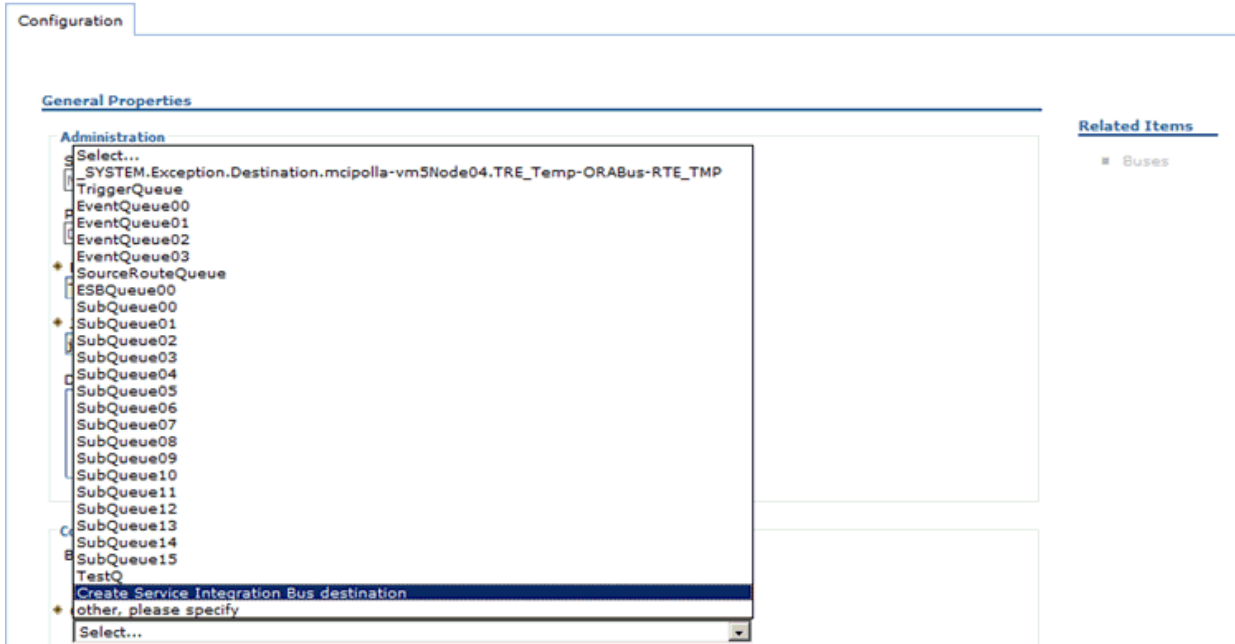 Configuration
General Properties
Related Items
Administration
Buses
Select...
_SYSTEM.Exception.Destination.mcipolla-vm5Node04.TRE_Temp-ORABus-RTE_TMP
TriggerQueue
EventQueue00
EventQueue01
EventQueue02
EventQueue03
SourceRouteQueue
ESBQueue00
SubQueue00
SubQueue01
SubQueue02
SubQueue03
SubQueue04
SubQueue05
SubQueue06
SubQueue07
SubQueue08
SubQueue09
SubQueue10
SubQueue11
SubQueue12
SubQueue13
SubQueue14
SubQueue15
TestQ
Create Service Integration Bus destination
other, please specify
Select...